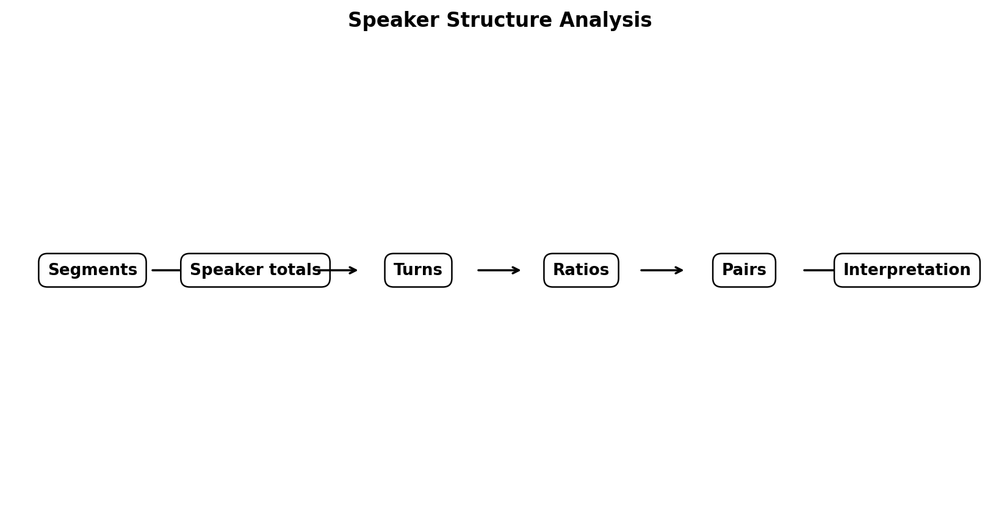 Speaker Structure Analysis
Segments
Speaker totals
Turns
Ratios
Pairs
Interpretation